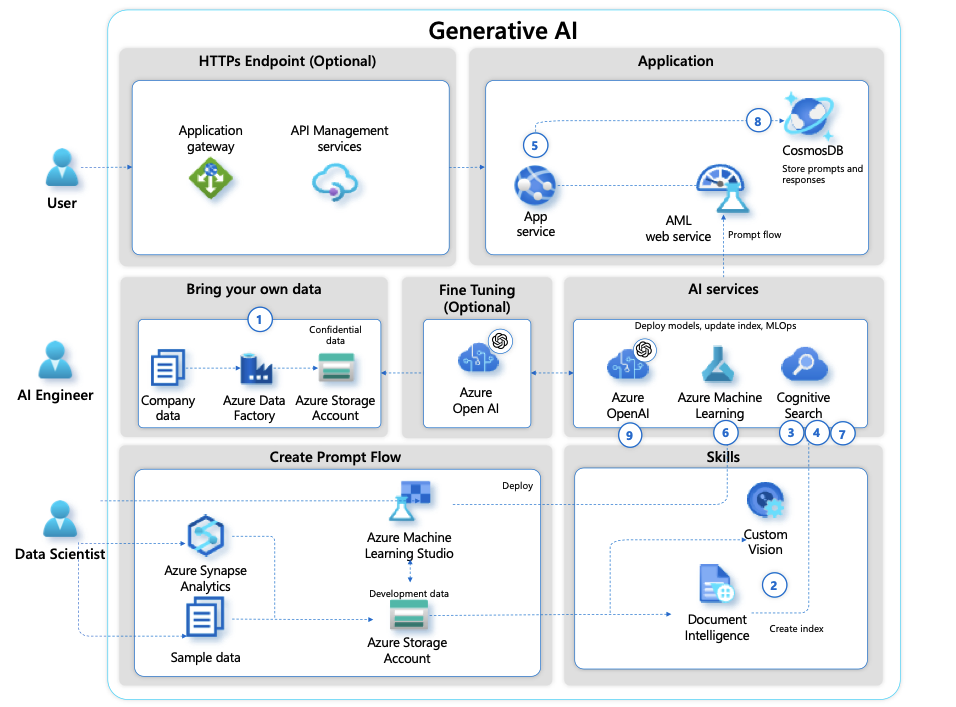 Generative AI
HTTPs Endpoint (Optional)
Application
gateway
API Management
services
Application
5
8
CosmosDB
Store prompts and
responses
App
service
AML
web service
Prompt flow
User
Bring your own data
1
Confidential
data
Company
data
Azure Data
Factory
Azure Storage
Account
Fine Tuning
(Optional)
Azure
Open AI
AI services
Deploy models, update index, MLOps
Azure
OpenAI
Azure Machine
Learning
Cognitive
Search
9
6
3
4
7
AI Engineer
Create Prompt Flow
Deploy
Azure Machine
Learning Studio
Azure Synapse
Analytics
Development data
Sample data
Azure Storage
Account
Skills
Custom
Vision
2
Document
Intelligence
Create index
Data Scientist